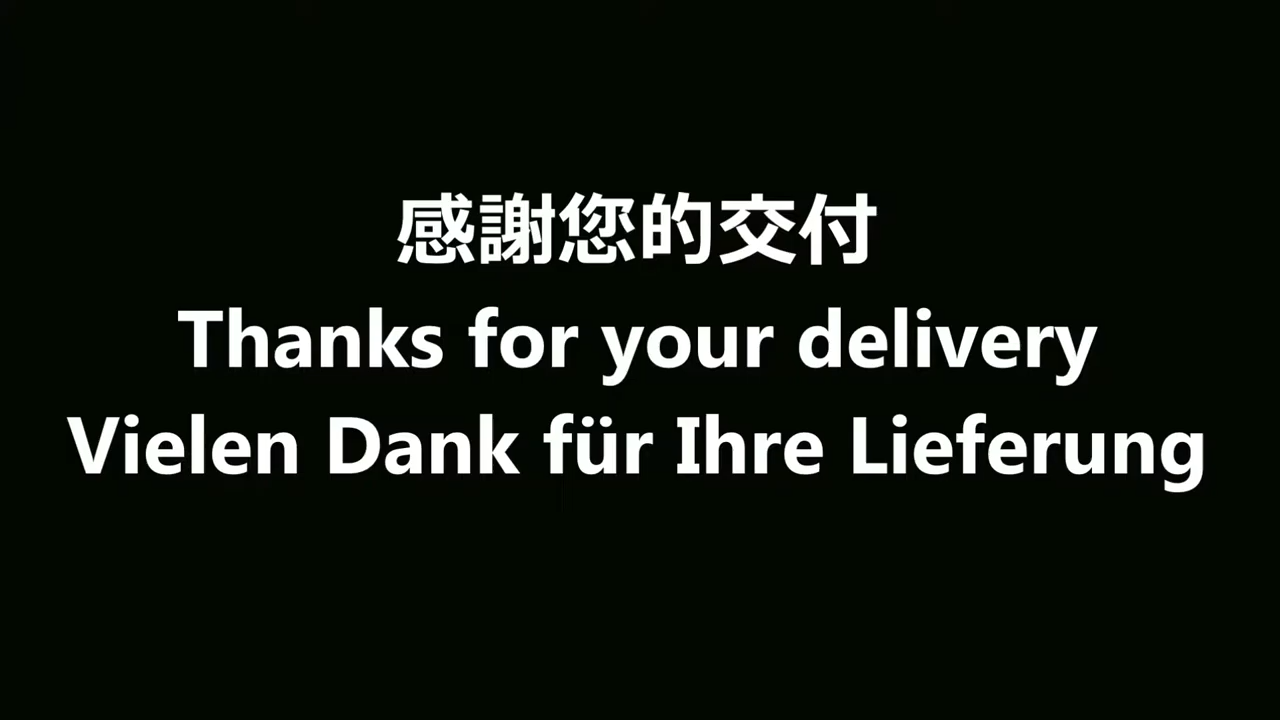 感謝您的交付
Thanks for your delivery
Vielen Dank für Ihre Lieferung